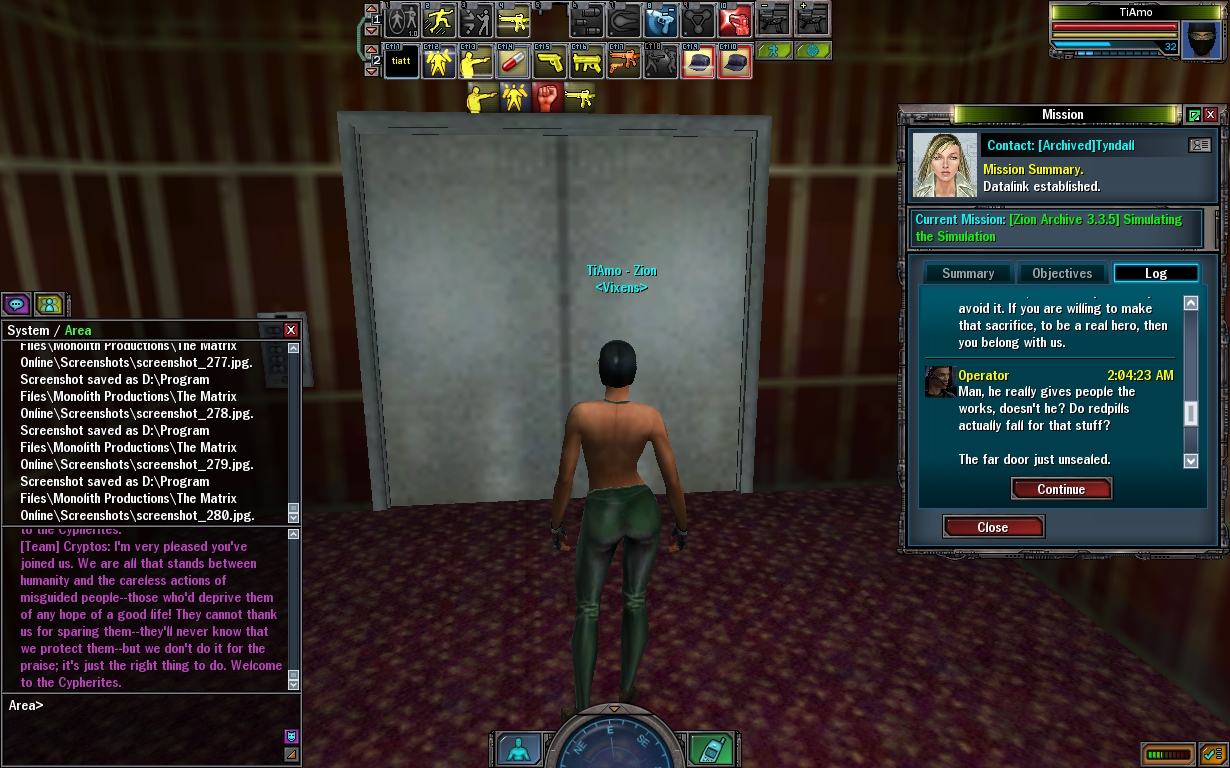 TiAmo
32
1
2
Ctrl1
tiatt
Mission
Contact: [Archived]Tyndall
Mission Summary.
Datalink established.
Current Mission: [Zion Archive 3.3.5] Simulating
the Simulation
Summary
Objectives
Log
avoid it. If you are willing to make
that sacrifice, to be a real hero, then
you belong with us.
Operator
2:04:23 AM
Man, he really gives people the
works, doesn't he? Do redpills
actually fall for that stuff?
The far door just unsealed.
Continue
Close
TiAmo - Zion
<Vixens>
System / Area
Files\Monolith Productions\The Matrix
Online\Screenshots\screenshot_277.jpg.
Screenshot saved as D:\Program
Files\Monolith Productions\The Matrix
Online\Screenshots\screenshot_278.jpg.
Screenshot saved as D:\Program
Files\Monolith Productions\The Matrix
Online\Screenshots\screenshot_279.jpg.
Screenshot saved as D:\Program
Files\Monolith Productions\The Matrix
Online\Screenshots\screenshot_280.jpg.
to the Cypherites.
[Team] Cryptos: I'm very pleased you've
joined us. We are all that stands between
humanity and the careless actions of
misguided people--those who'd deprive them
of any hope of a good life! They cannot thank
us for sparing them--they'll never know that
we protect them--but we don't do it for the
praise; it's just the right thing to do. Welcome
to the Cypherites.
Area>
NE
E
SE